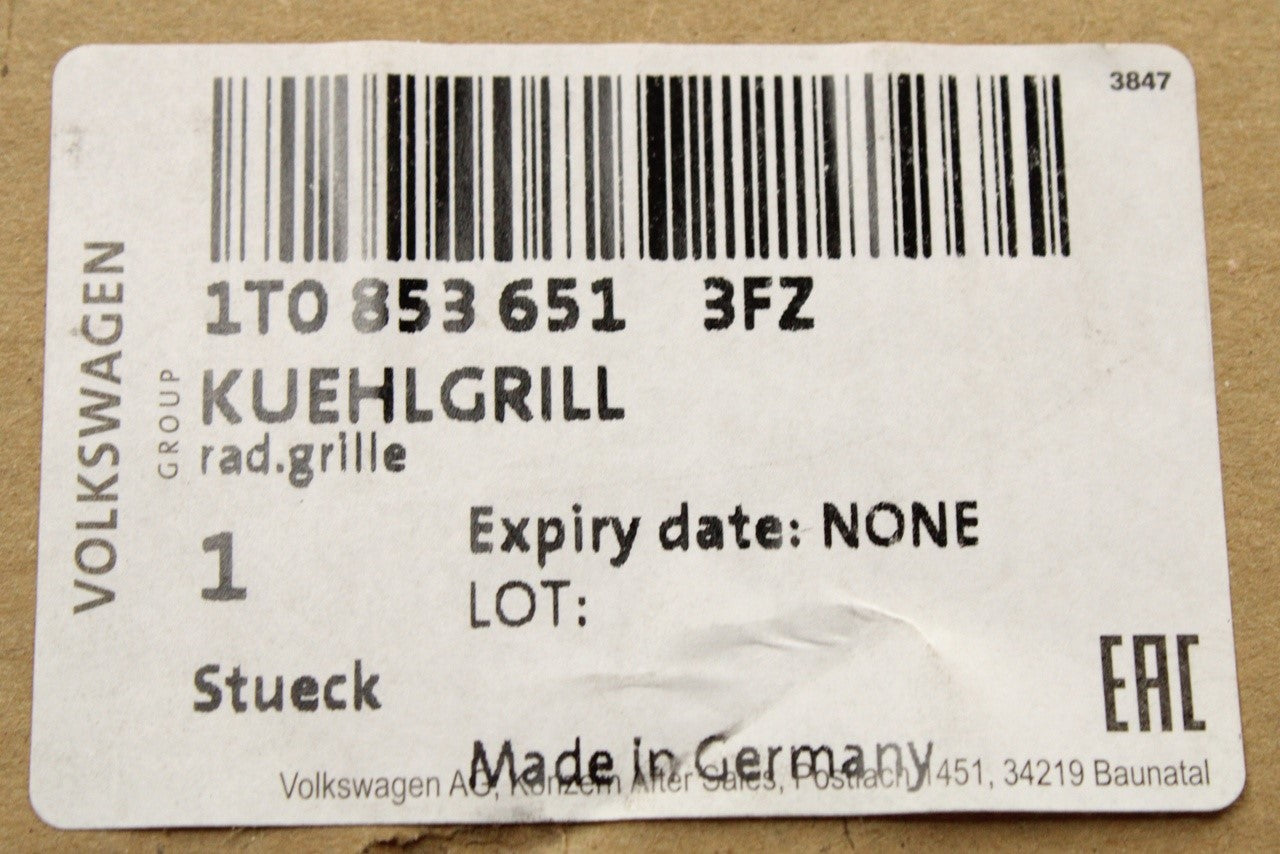 3847
1T0 853 651 3FZ
KUEHLGRILL
rad.grille
VOLKSWAGEN
GROUP
1
Expiry date: NONE
LOT:
Stueck
EAC
Made in Germany
Volkswagen AG, Konzern After Sales, Postfach 1451, 34219 Baunatal